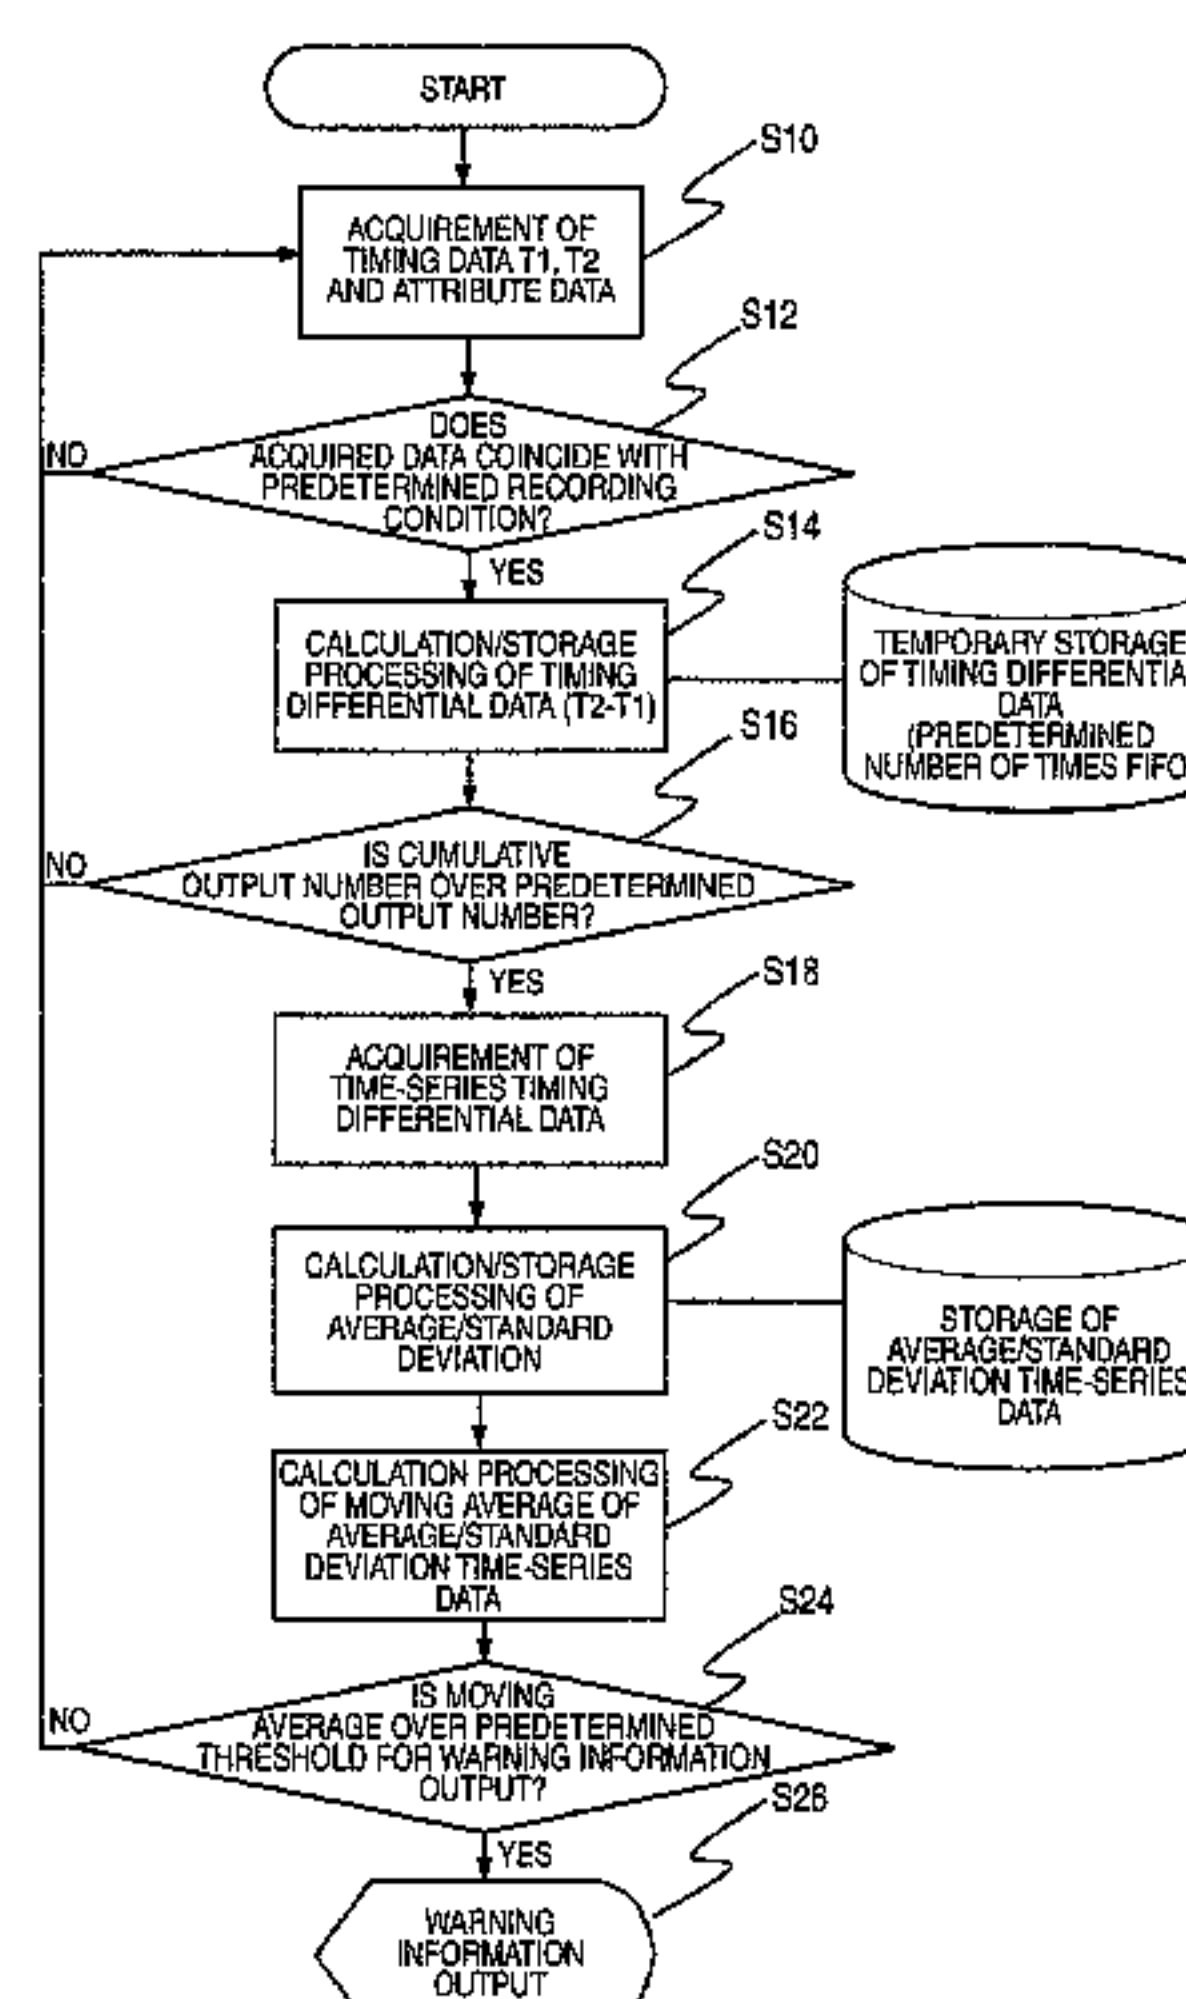 START
S10
ACQUIREMENT OF
TIMING DATA T1, T2
AND ATTRIBUTE DATA
S12
DOES
ACQUIRED DATA COINCIDE WITH
PREDETERMINED RECORDING
CONDITION?
NO
YES
S14
CALCULATION/STORAGE
PROCESSING OF TIMING
DIFFERENTIAL DATA (T2-T1)
TEMPORARY STORAGE
OF TIMING DIFFERENTIA
DATA
(PREDETERMINED
NUMBER OF TIMES FIFO
S16
IS CUMULATIVE
OUTPUT NUMBER OVER PREDETERMINED
OUTPUT NUMBER?
NO
YES
S18
ACQUIREMENT OF
TIME-SERIES TIMING
DIFFERENTIAL DATA
S20
CALCULATION/STORAGE
PROCESSING OF
AVERAGE/STANDARD
DEVIATION
STORAGE OF
AVERAGE/STANDARD
DEVIATION TIME-SERIES
DATA
S22
CALCULATION PROCESSING
OF MOVING AVERAGE OF
AVERAGE/STANDARD
DEVIATION TIME-SERIES
DATA
S24
IS MOVING
AVERAGE OVER PREDETERMINED
THRESHOLD FOR WARNING INFORMATION
OUTPUT?
NO
YES
S26
WARNING
INFORMATION
OUTPUT